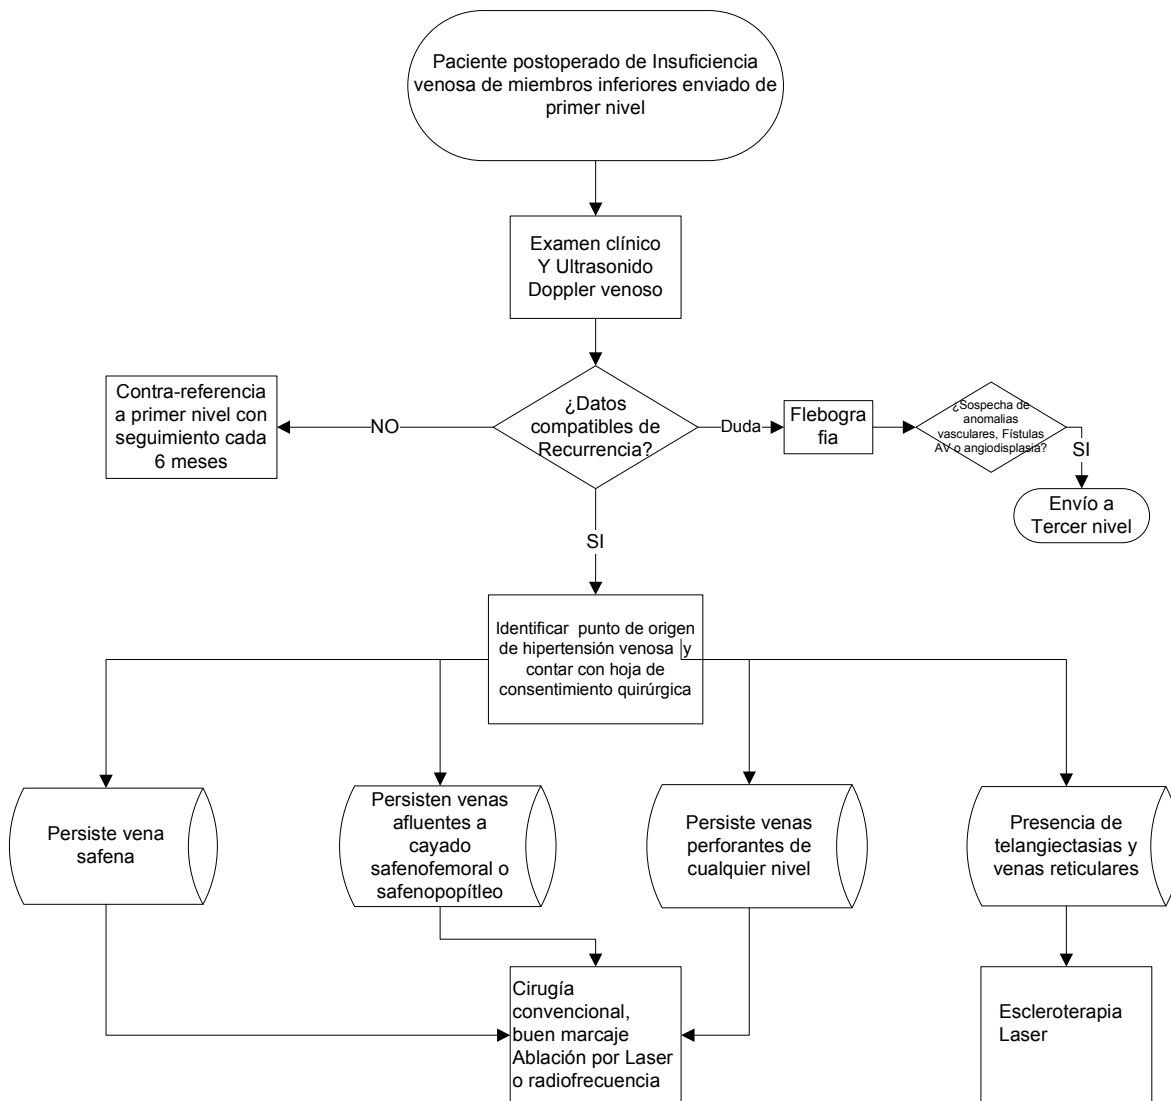 Paciente postoperado de Insuficiencia
venosa de miembros inferiores enviado de
primer nivel
Examen clínico
Y Ultrasonido
Doppler venoso
Contra-referencia
a primer nivel con
seguimiento cada
6 meses
NO
¿Datos
compatibles de
Recurrencia?
Duda
Flebogra
fia
¿Sospecha de
anomalias
vasculares, Fístulas
AV o angiodisplasia?
SI
Envío a
Tercer nivel
SI
Identificar punto de origen
de hipertensión venosa y
contar con hoja de
consentimiento quirúrgica
Persiste vena
safena
Persisten venas
afluentes a
cayado
safenofemoral o
safenopopítleo
Persiste venas
perforantes de
cualquier nivel
Presencia de
telangiectasias y
venas reticulares
Cirugía
convencional,
buen marcaje
Ablación por Laser
o radiofrecuencia
Escleroterapia
Laser